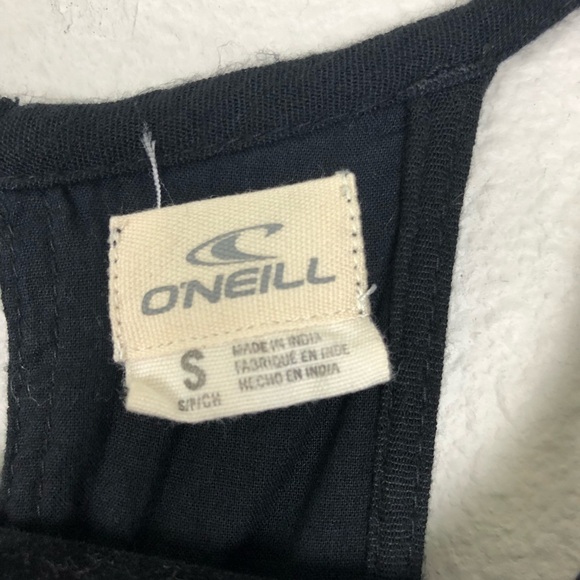 O'NEILL
S
S/P/CH
MADE IN INDIA
FABRIQUÉ EN INDE
HECHO EN INDIA